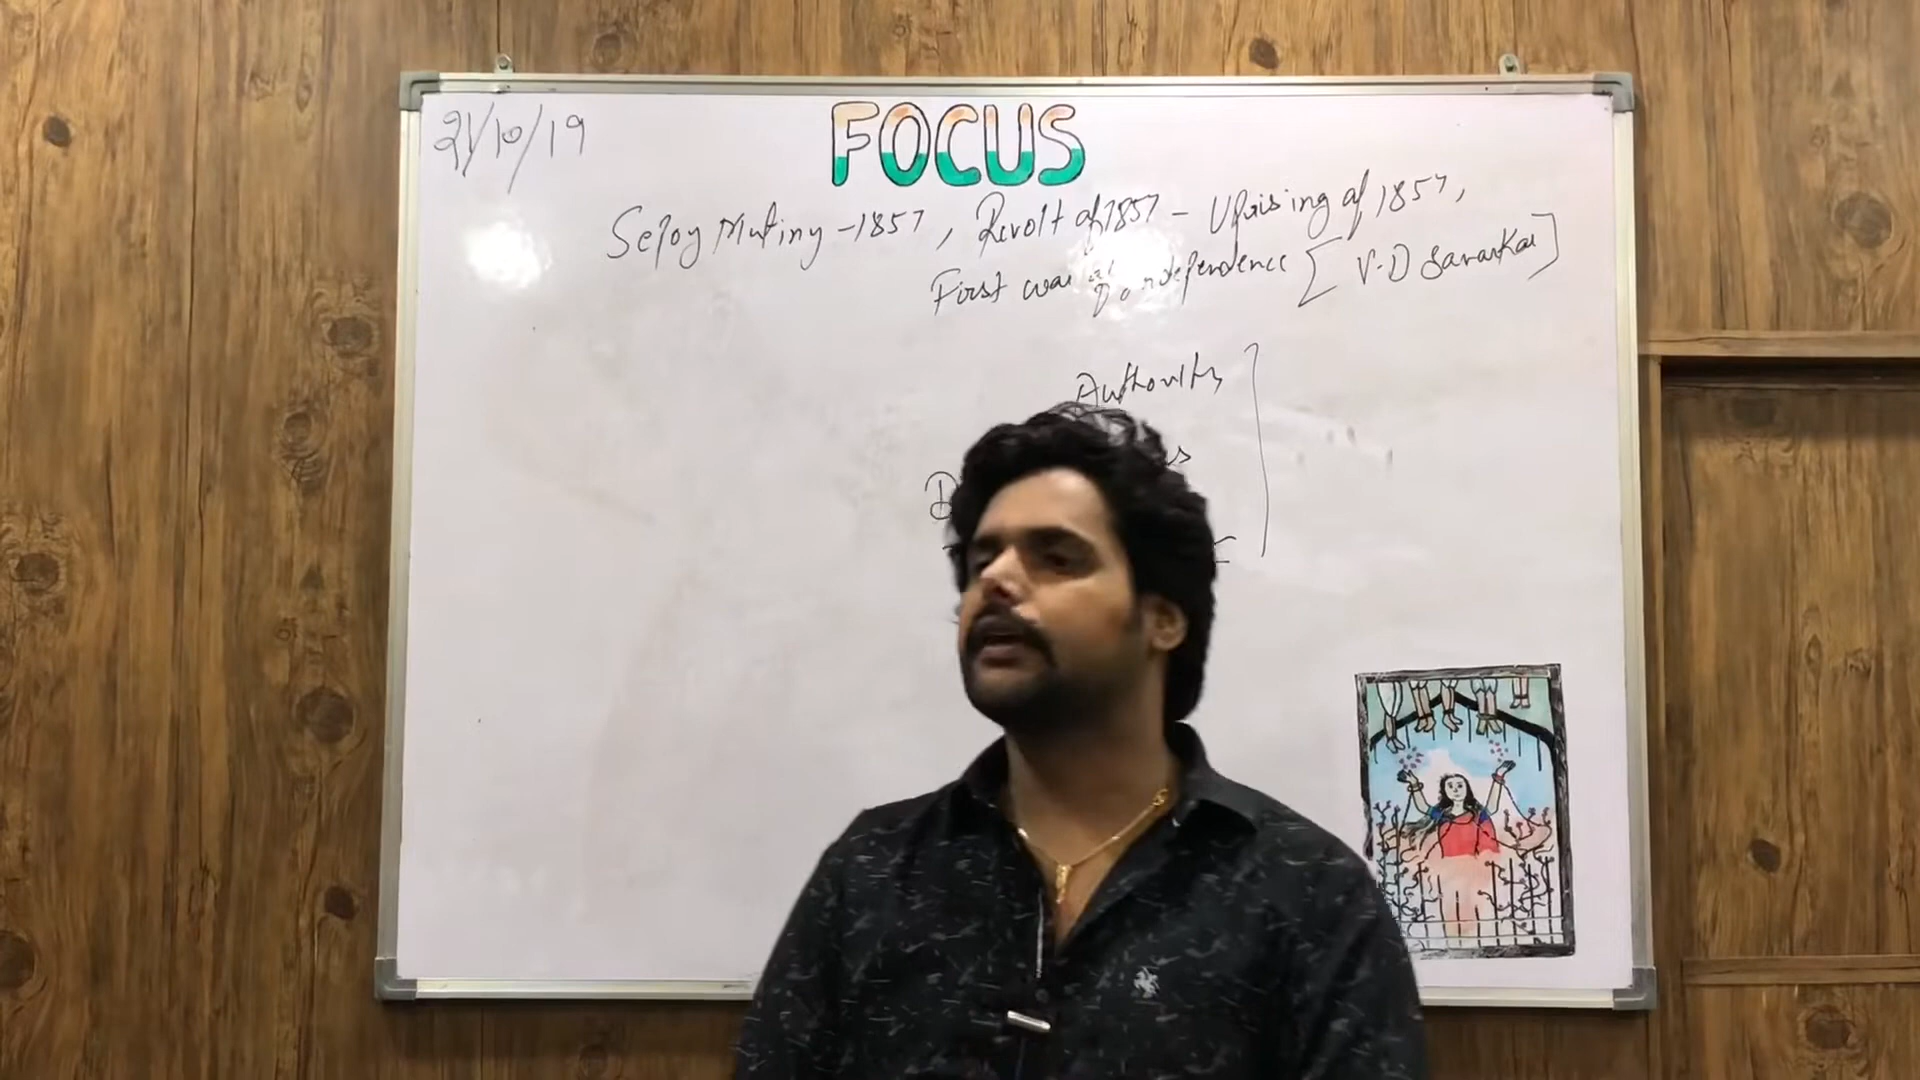 21/10/19
FOCUS
Sepoy Mutiny - 1857, Revolt of 1857 - Uprising of 1857,
First war of Independence [V.D Savarkar]
Authority